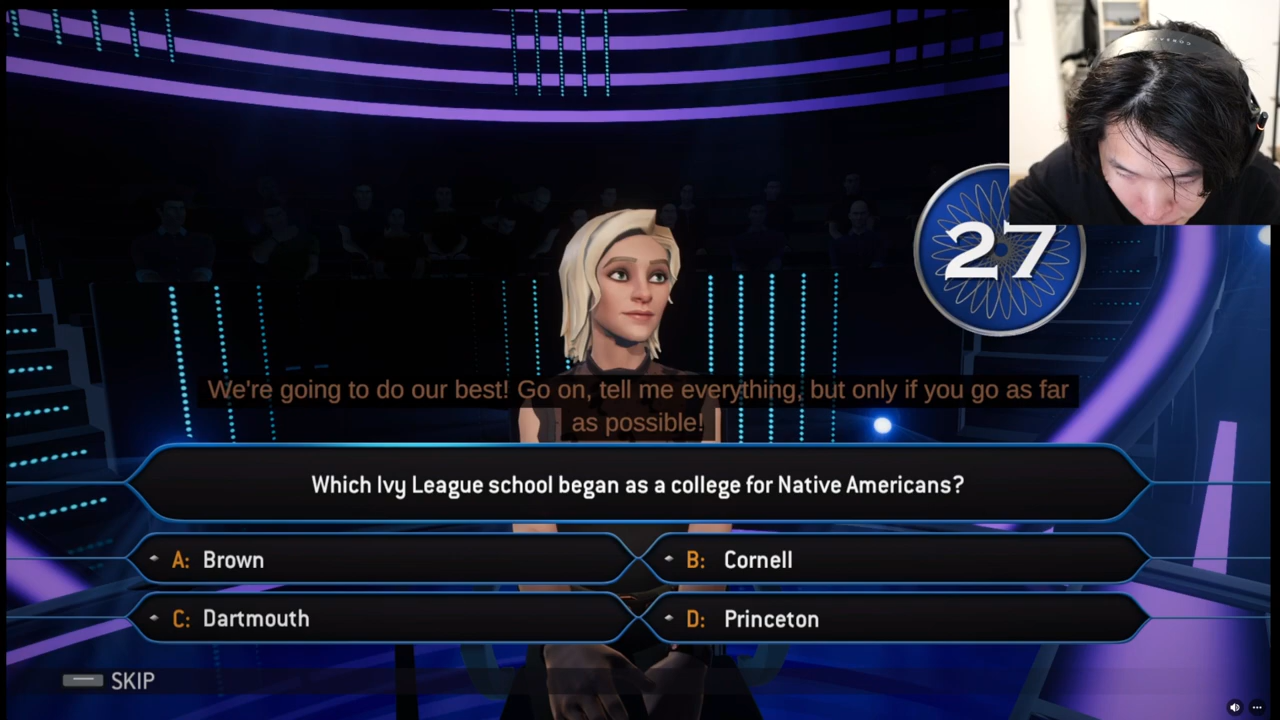 27
We're going to do our best! Go on, tell me everything, but only if you go as far
as possible!
Which Ivy League school began as a college for Native Americans?
A: Brown
B: Cornell
C: Dartmouth
D: Princeton
SKIP